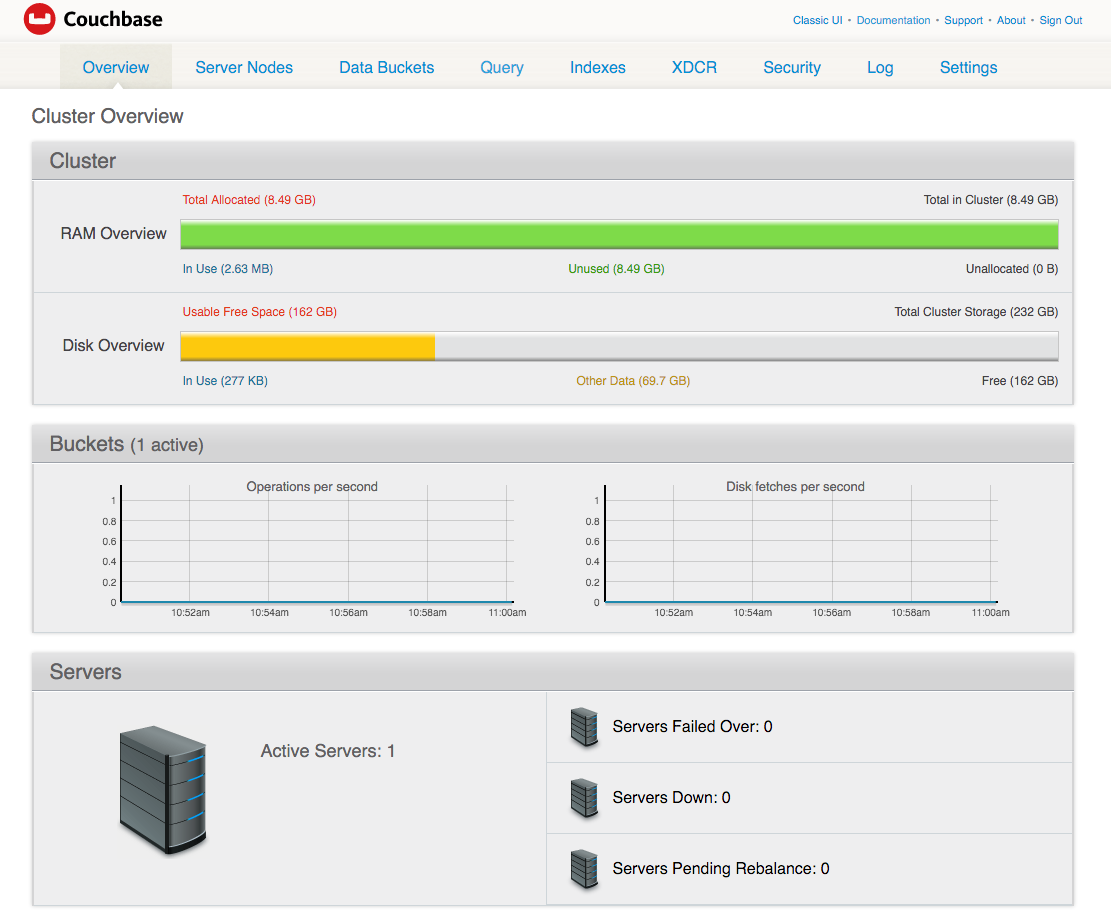 Couchbase
Classic UI • Documentation • Support • About • Sign Out
Overview Server Nodes Data Buckets Query Indexes XDCR Security Log Settings
Cluster Overview
Cluster
Total Allocated (8.49 GB) Total in Cluster (8.49 GB)
RAM Overview
In Use (2.63 MB) Unused (8.49 GB) Unallocated (0 B)
Usable Free Space (162 GB) Total Cluster Storage (232 GB)
Disk Overview
In Use (277 KB) Other Data (69.7 GB) Free (162 GB)
Buckets (1 active)
Operations per second
1
0.8
0.6
0.4
0.2
0
10:52am 10:54am 10:56am 10:58am 11:00am
Disk fetches per second
1
0.8
0.6
0.4
0.2
0
10:52am 10:54am 10:56am 10:58am 11:00am
Servers
Active Servers: 1
Servers Failed Over: 0
Servers Down: 0
Servers Pending Rebalance: 0